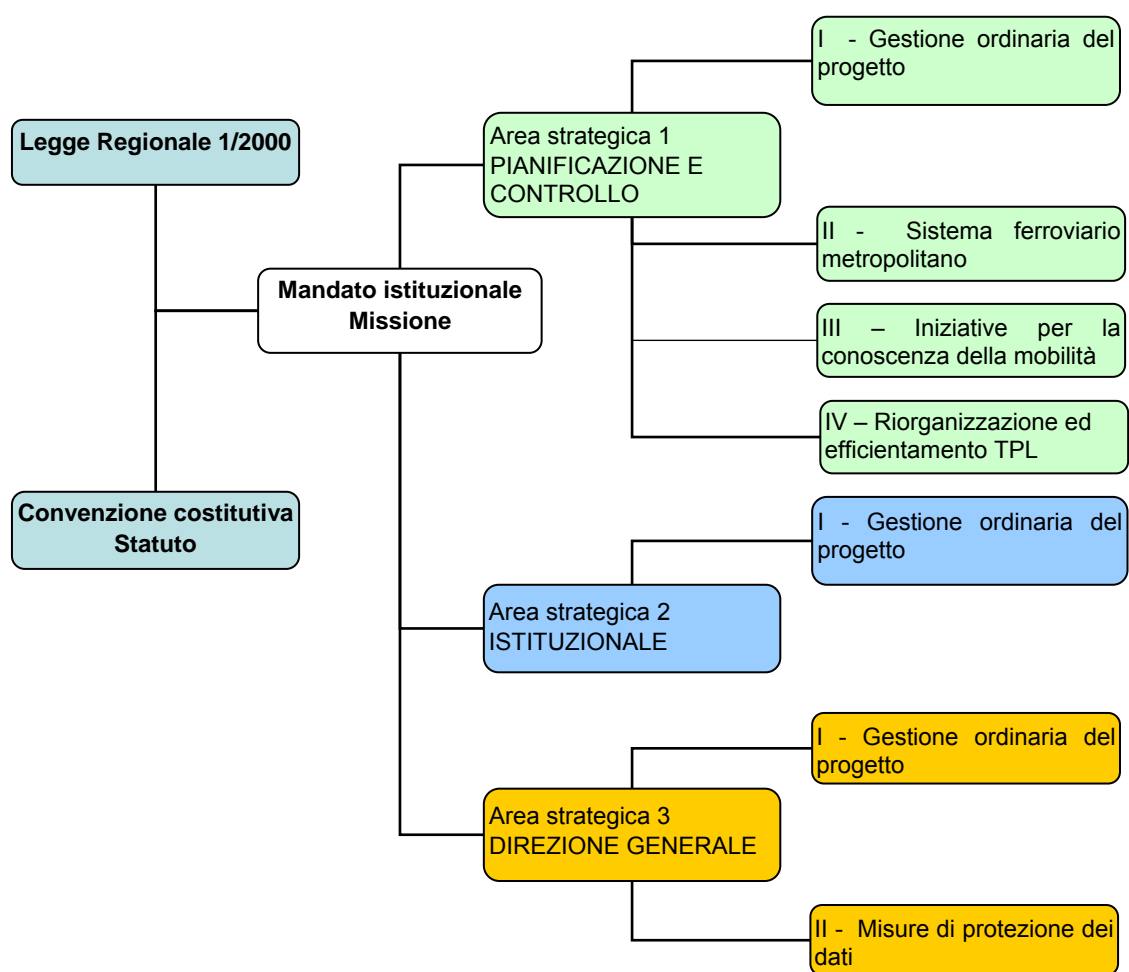 I - Gestione ordinaria del
progetto
Legge Regionale 1/2000
Area strategica 1
PIANIFICAZIONE E
CONTROLLO
II - Sistema ferroviario
metropolitano
Mandato istituzionale
Missione
III – Iniziative per la
conoscenza della mobilità
IV – Riorganizzazione ed
efficientamento TPL
Convenzione costitutiva
Statuto
I - Gestione ordinaria del
progetto
Area strategica 2
ISTITUZIONALE
I - Gestione ordinaria del
progetto
Area strategica 3
DIREZIONE GENERALE
II - Misure di protezione dei
dati